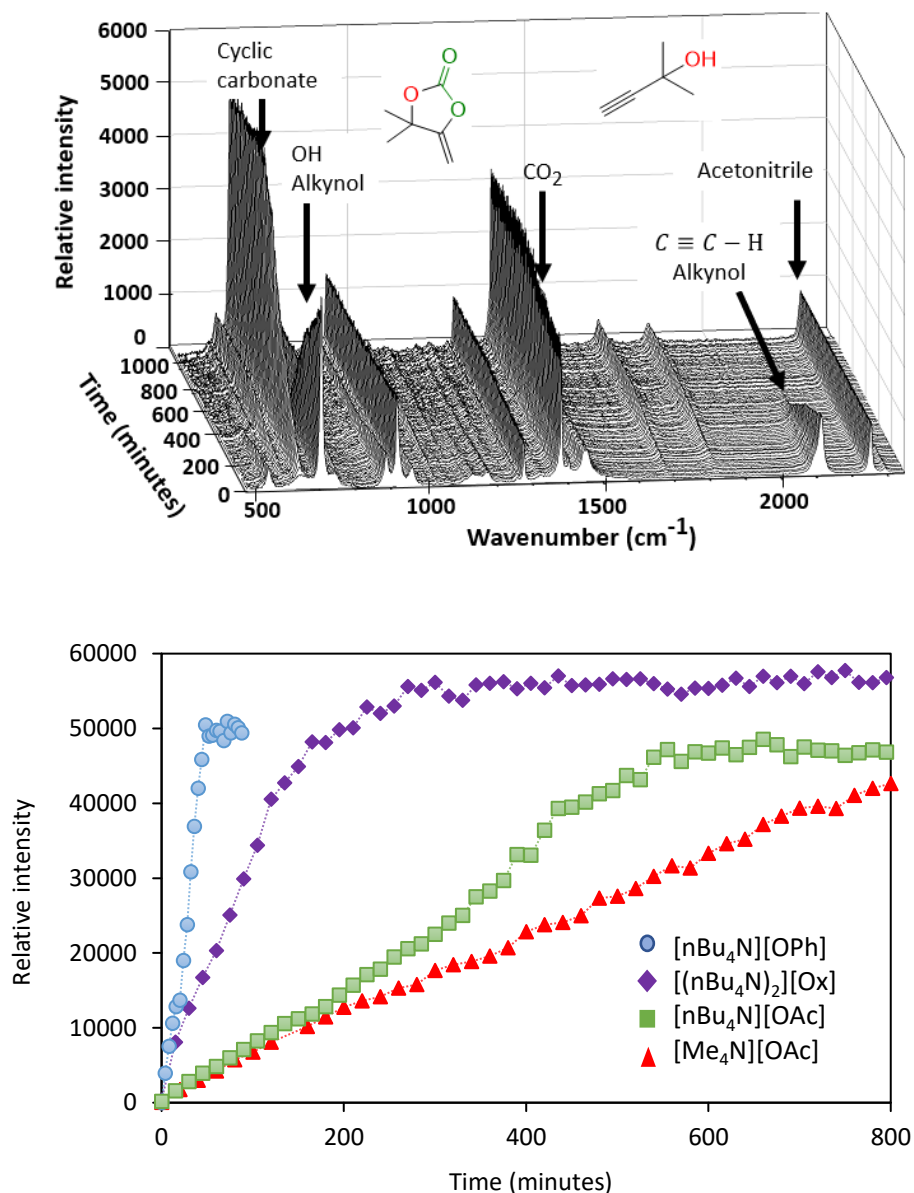 6000
5000
4000
3000
2000
1000
0
Relative intensity
Cyclic
carbonate
OH
Alkynol
O
O
O
OH
CO2
Acetonitrile
C ≡ C − H
Alkynol
1000
800
600
400
200
0
Time (minutes)
500
1000
1500
2000
Wavenumber (cm-1)
60000
50000
40000
30000
20000
10000
0
Relative intensity
[nBu4N][OPh]
[(nBu4N)2][Ox]
[nBu4N][OAc]
[Me4N][OAc]
0
200
400
600
800
Time (minutes)